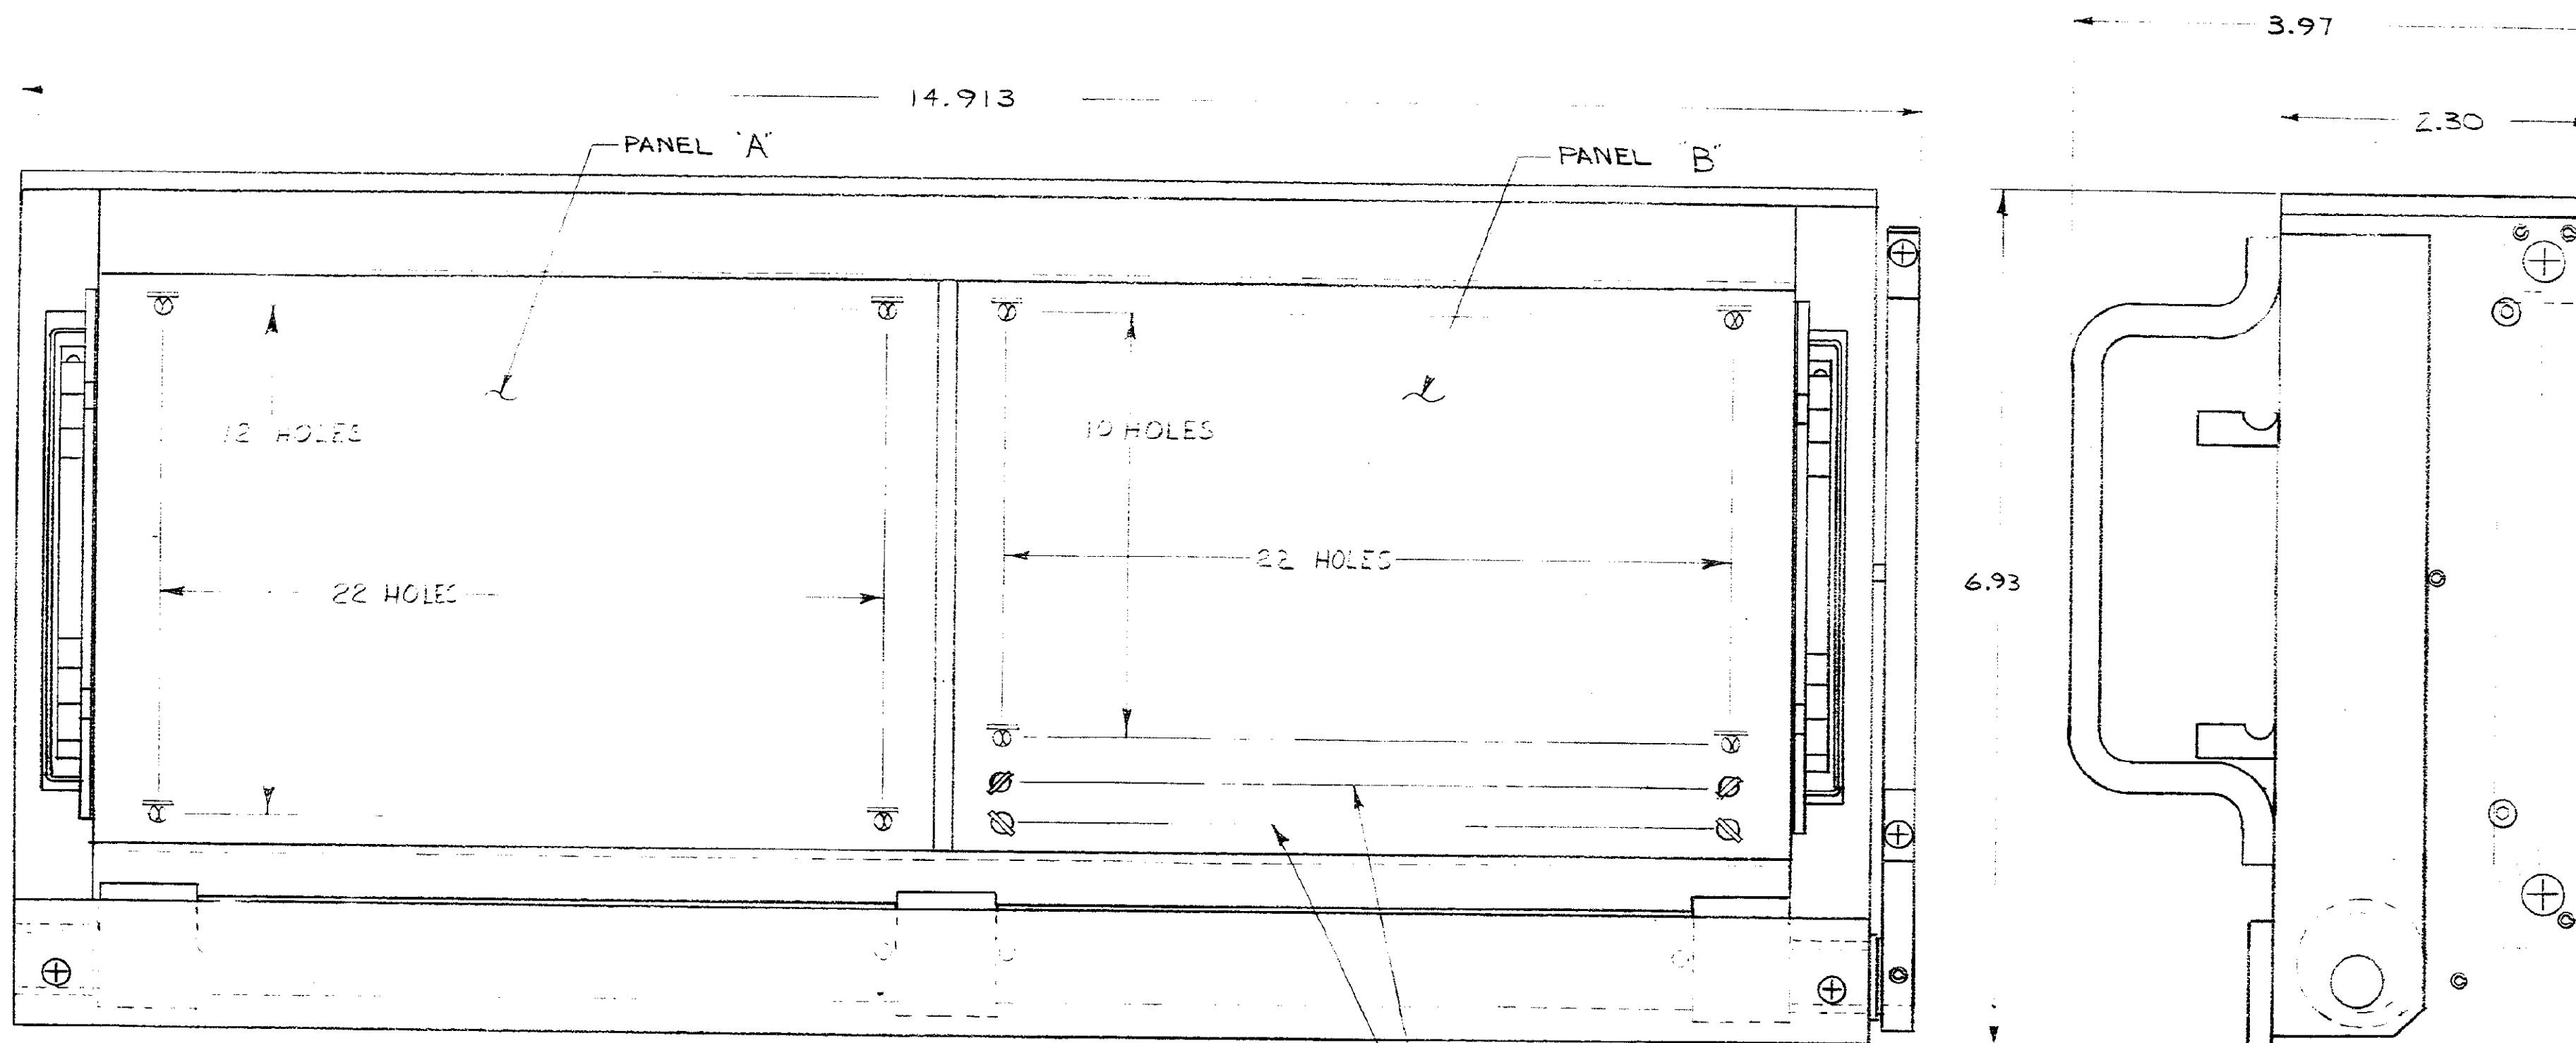 3.97
14.913
2.30
PANEL "A"
PANEL "B"
12 HOLES
10 HOLES
22 HOLES
22 HOLES
6.93